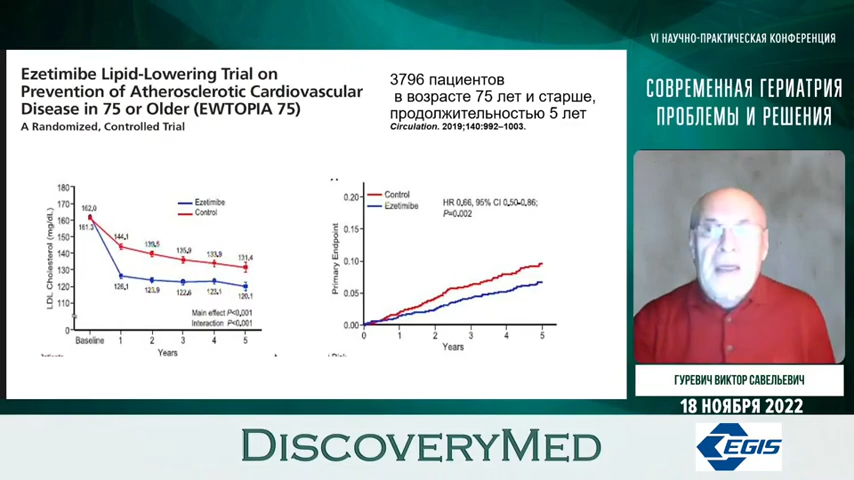 VI НАУЧНО-ПРАКТИЧЕСКАЯ КОНФЕРЕНЦИЯ
СОВРЕМЕННАЯ ГЕРИАТРИЯ
ПРОБЛЕМЫ И РЕШЕНИЯ
Ezetimibe Lipid-Lowering Trial on
Prevention of Atherosclerotic Cardiovascular
Disease in 75 or Older (EWTOPIA 75)
A Randomized, Controlled Trial
3796 пациентов
в возрасте 75 лет и старше,
продолжительностью 5 лет
Circulation. 2019;140:992–1003.
LDL Cholesterol (mg/dL)
180
170
160
150
140
130
120
110
0
162,0
161,3
144,1
139,5
135,9
133,9
131,4
126,1
123,9
122,6
123,1
120,1
Ezetimibe
Control
Main effect P<0,001
Interaction P<0,001
Baseline 1 2 3 4 5
Years
Primary Endpoint
0.20
0.15
0.10
0.05
0.00
Control
Ezetimibe
HR 0,66, 95% CI 0,50-0,86;
P=0,002
0 1 2 3 4 5
Years
ГУРЕВИЧ ВИКТОР САВЕЛЬЕВИЧ
18 НОЯБРЯ 2022
DISCOVERYMED
EGIS